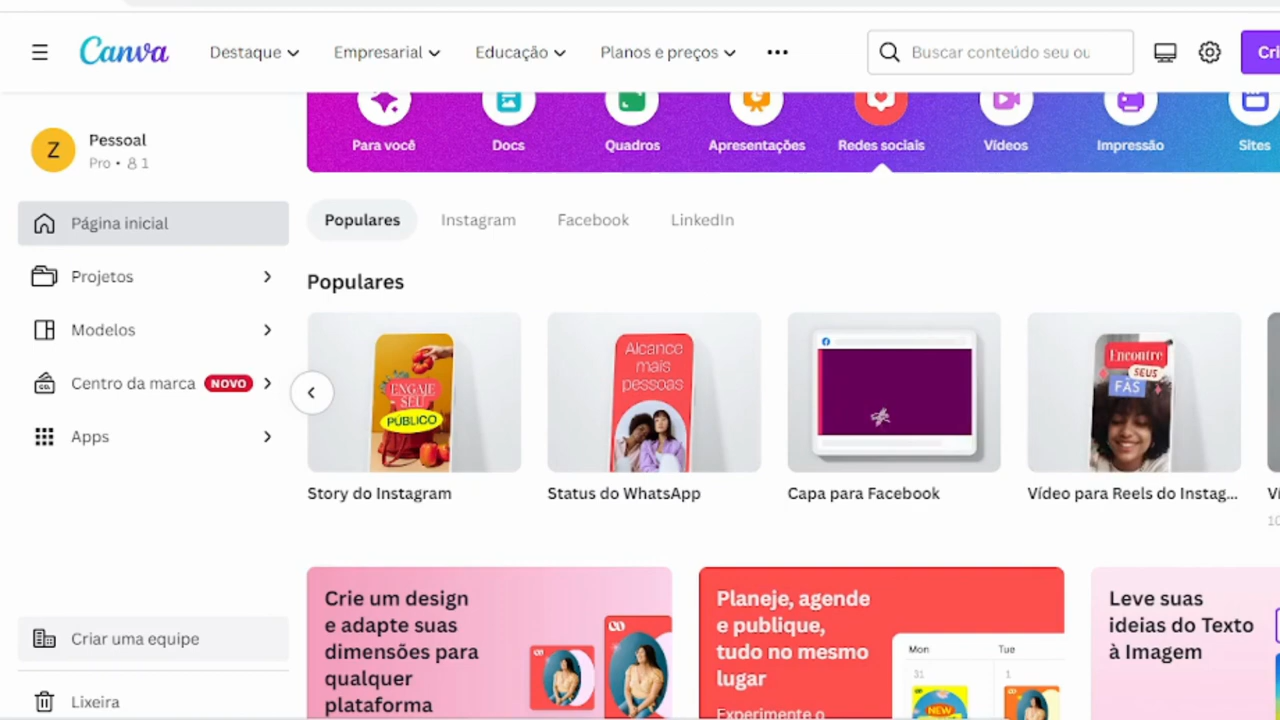 Canva
Destaque
Empresarial
Educação
Planos e preços
Buscar conteúdo seu ou
Z
Pessoal
Pro • 1
Para você
Docs
Quadros
Apresentações
Redes sociais
Vídeos
Impressão
Sites
Página inicial
Projetos
Modelos
Centro da marca NOVO
Apps
Criar uma equipe
Lixeira
Populares
Instagram
Facebook
LinkedIn
Populares
ENGAJE
SEU
PÚBLICO
Story do Instagram
Alcance
mais
pessoas
Status do WhatsApp
Capa para Facebook
Encontre
SEUS
FÃS
Vídeo para Reels do Instag...
Crie um design
e adapte suas
dimensões para
qualquer
plataforma
Planeje, agende
e publique,
tudo no mesmo
lugar
Experimente o
Mon
Tue
31
1
NEW
Leve suas
ideias do Texto
à Imagem